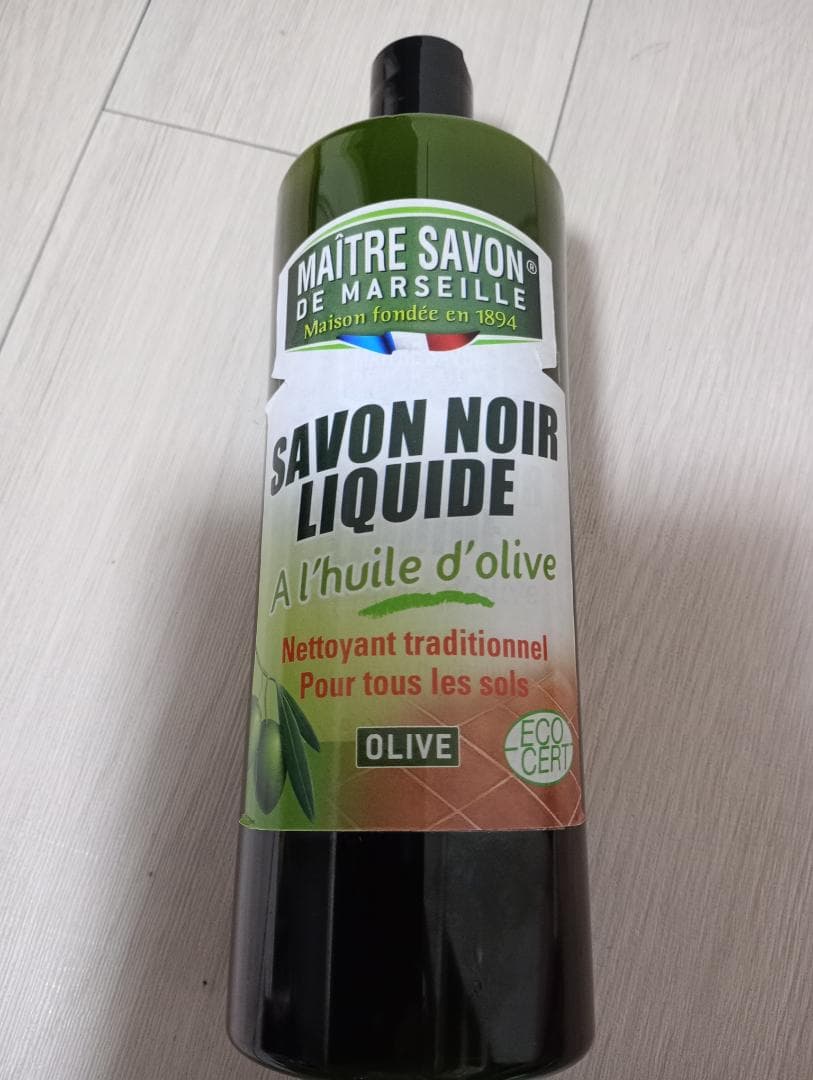 MAÎTRE SAVON®
DE MARSEILLE
Maison fondée en 1894
SAVON NOIR
LIQUIDE
A l'huile d'olive
Nettoyant traditionnel
Pour tous les sols
OLIVE
ECO
CERT